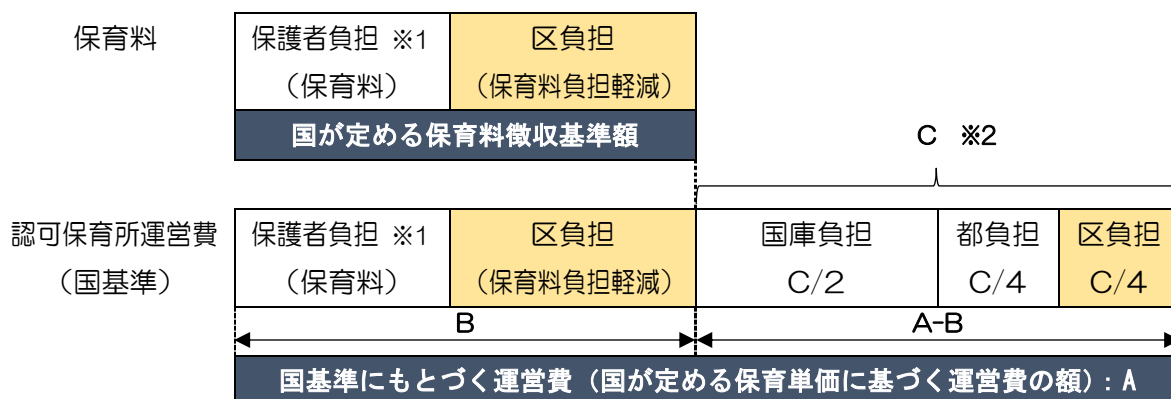 保育料
保護者負担 ※1
（保育料）
区負担
（保育料負担軽減）
国が定める保育料徴収基準額
C ※2
認可保育所運営費
（国基準）
保護者負担 ※1
（保育料）
区負担
（保育料負担軽減）
国庫負担
C/2
都負担
C/4
区負担
C/4
B
A-B
国基準にもとづく運営費（国が定める保育単価に基づく運営費の額）：A